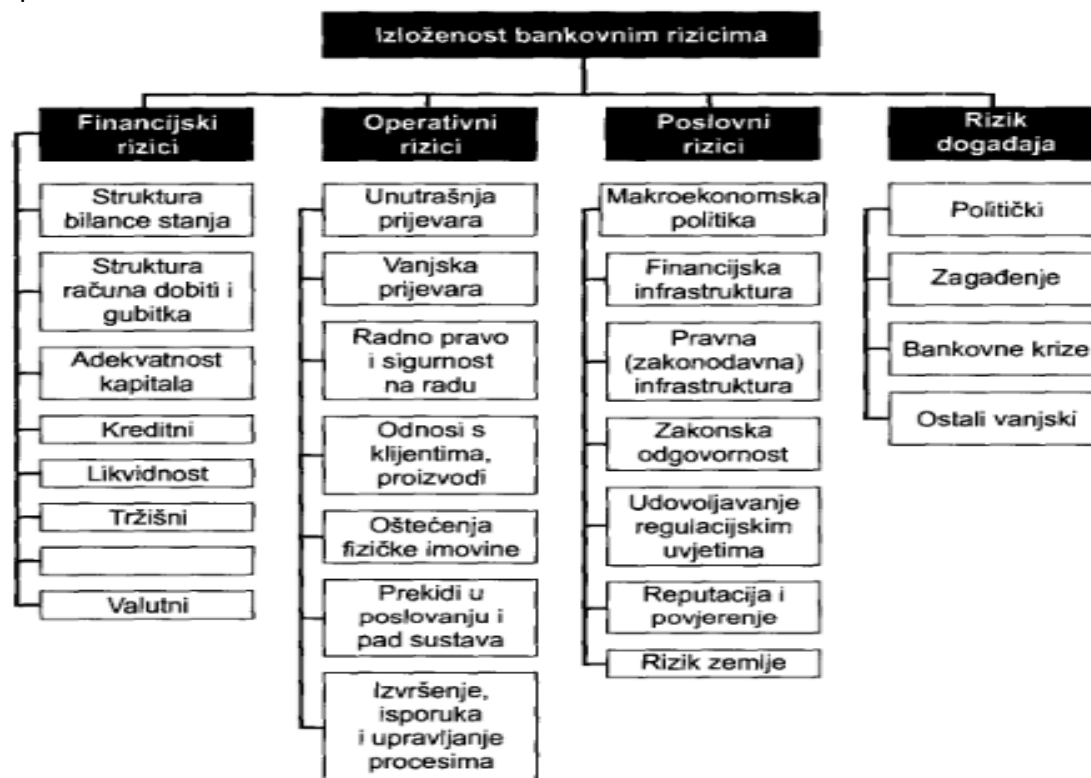 Izloženost bankovnim rizicima
Financijski
rizici
Struktura
bilance stanja
Struktura
računa dobiti i
gubitka
Adekvatnost
kapitala
Kreditni
Likvidnost
Tržišni
Valutni
Operativni
rizici
Unutrašnja
prijevara
Vanjska
prijevara
Radno pravo
i sigurnost
na radu
Odnosi s
klijentima,
proizvodi
Oštećenja
fizičke imovine
Prekidi u
poslovanju i
pad sustava
Izvršenje,
isporuka
i upravljanje
procesima
Poslovni
rizici
Makroekonomska
politika
Financijska
infrastruktura
Pravna
(zakonodavna)
infrastruktura
Zakonska
odgovornost
Udovoljavanje
regulacijskim
uvjetima
Reputacija i
povjerenje
Rizik zemlje
Rizik
događaja
Politički
Zagađenje
Bankovne krize
Ostali vanjski